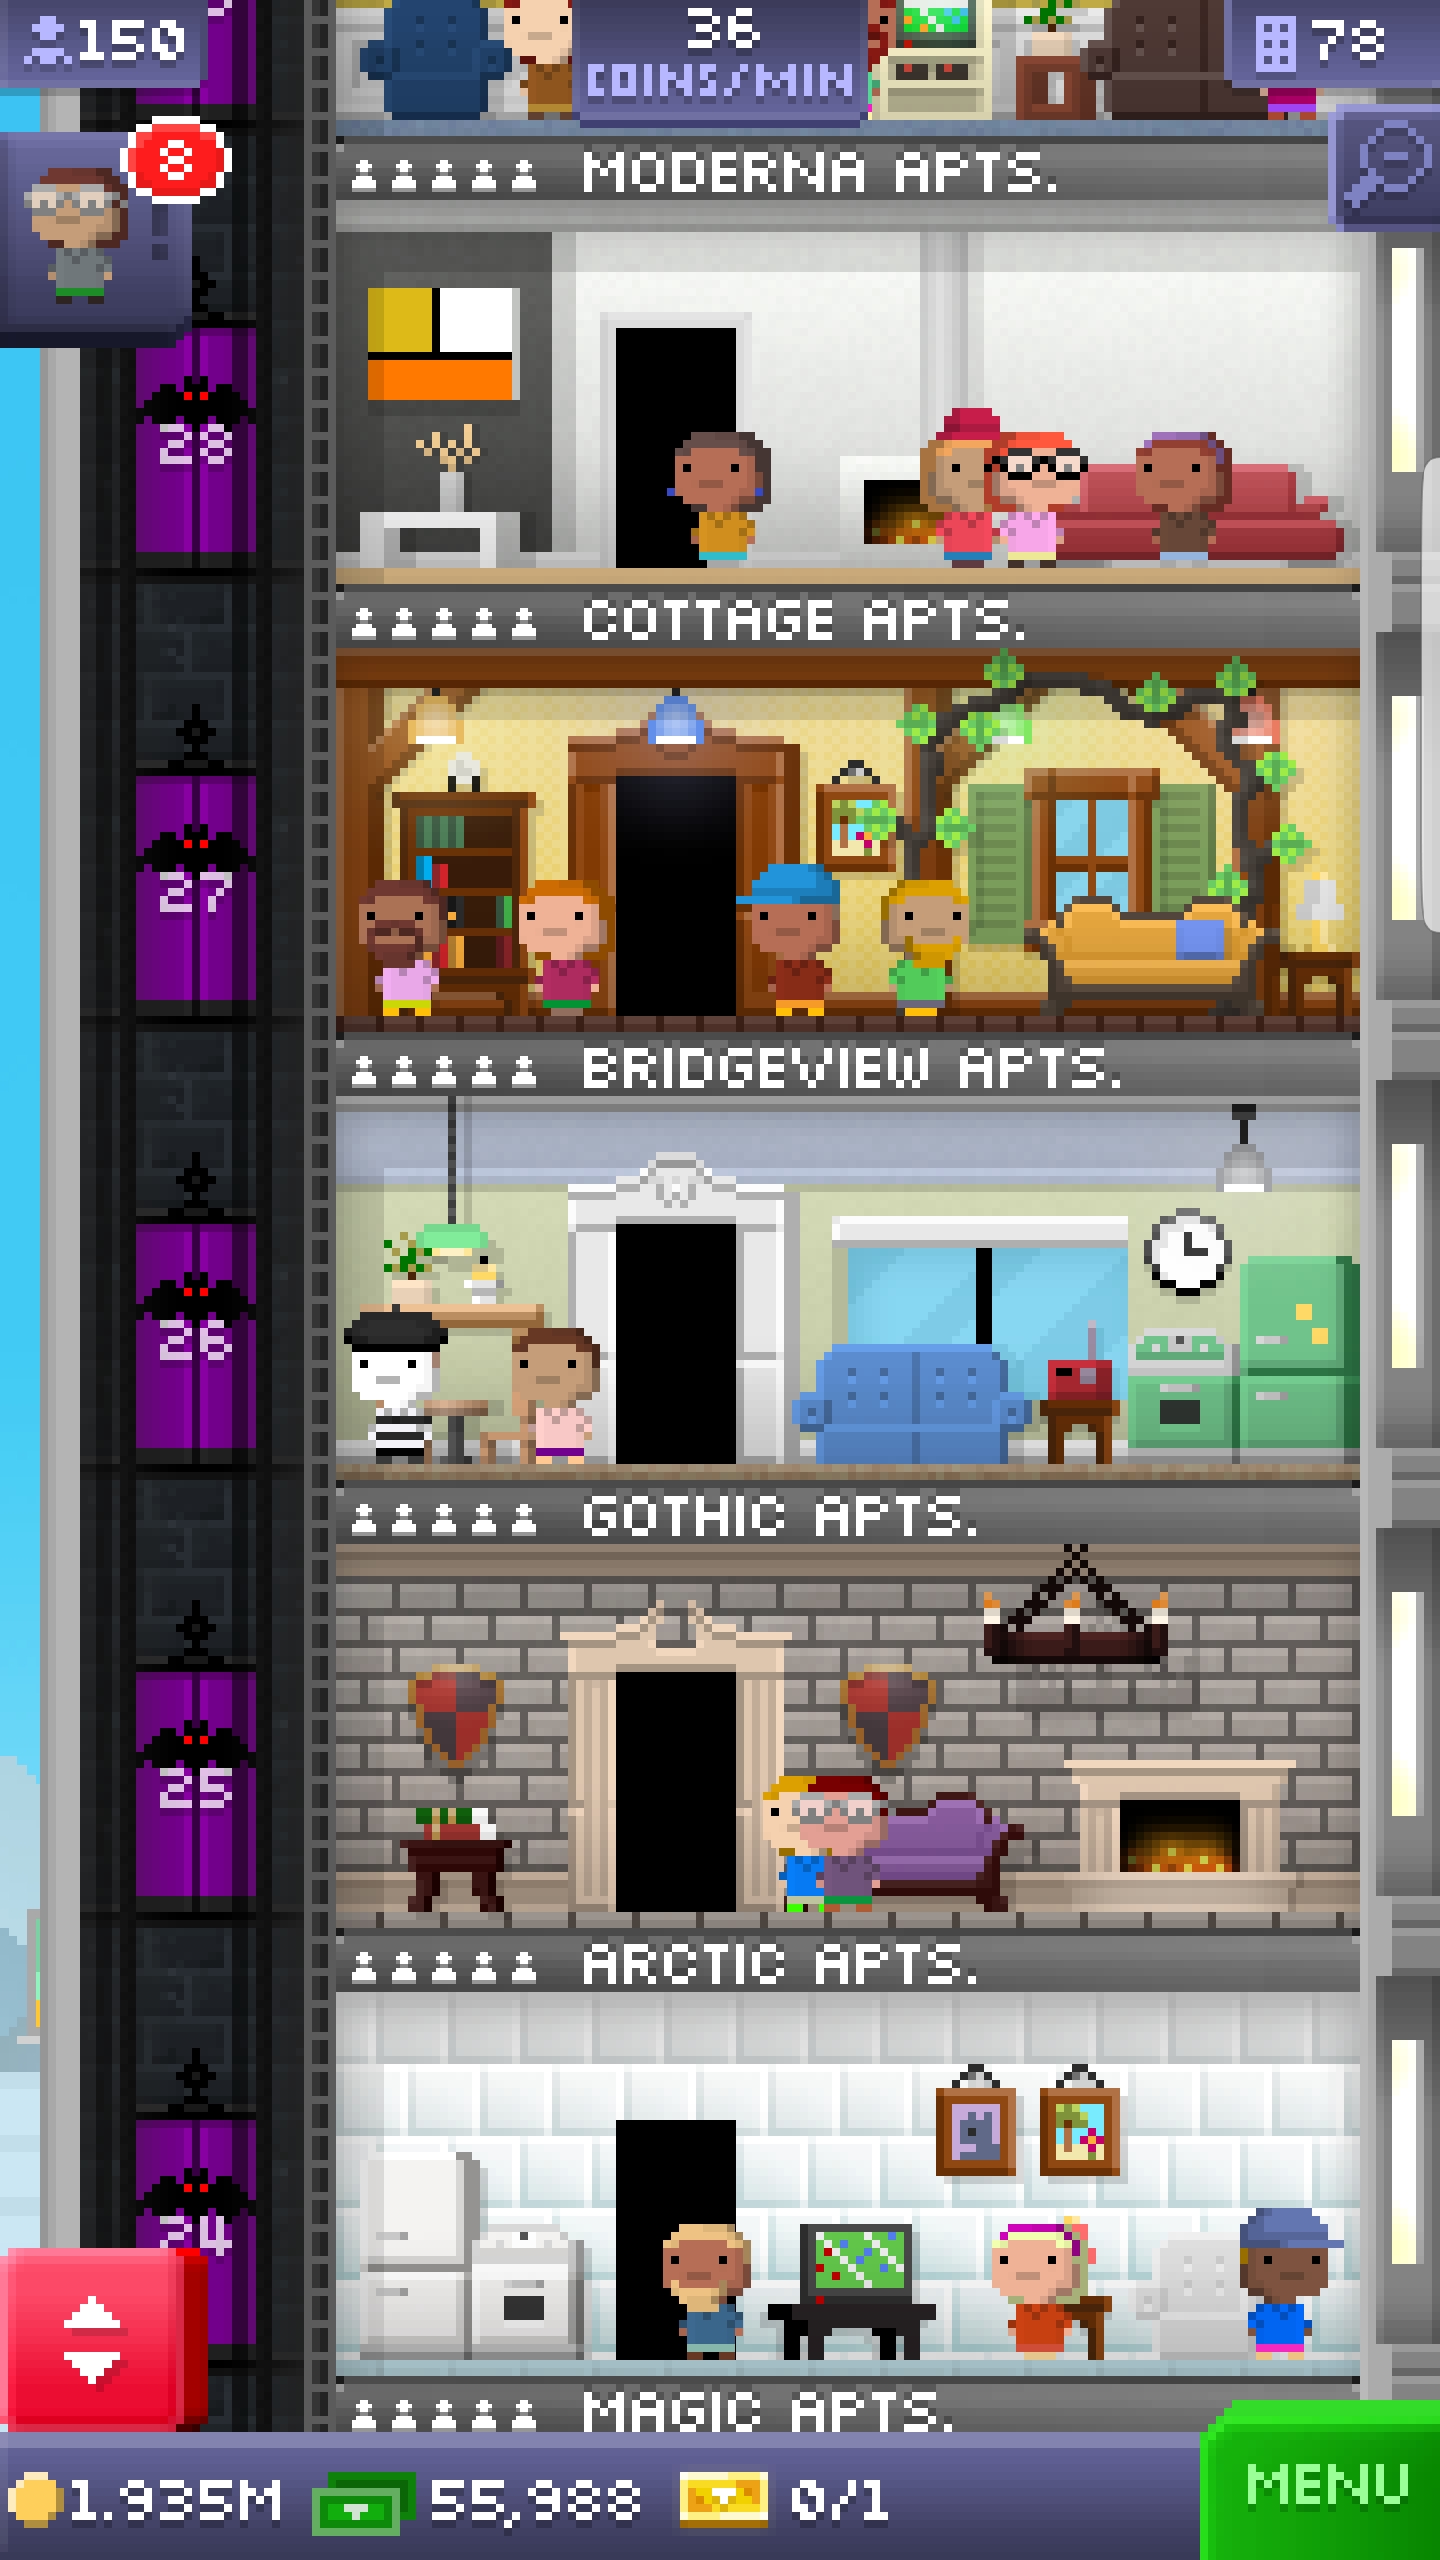 150
36
COINS/MIN
78
8
MODERNA APTS.
28
COTTAGE APTS.
27
BRIDGEVIEW APTS.
26
GOTHIC APTS.
25
ARCTIC APTS.
24
MAGIC APTS.
1.935M
55,988
0/1
MENU